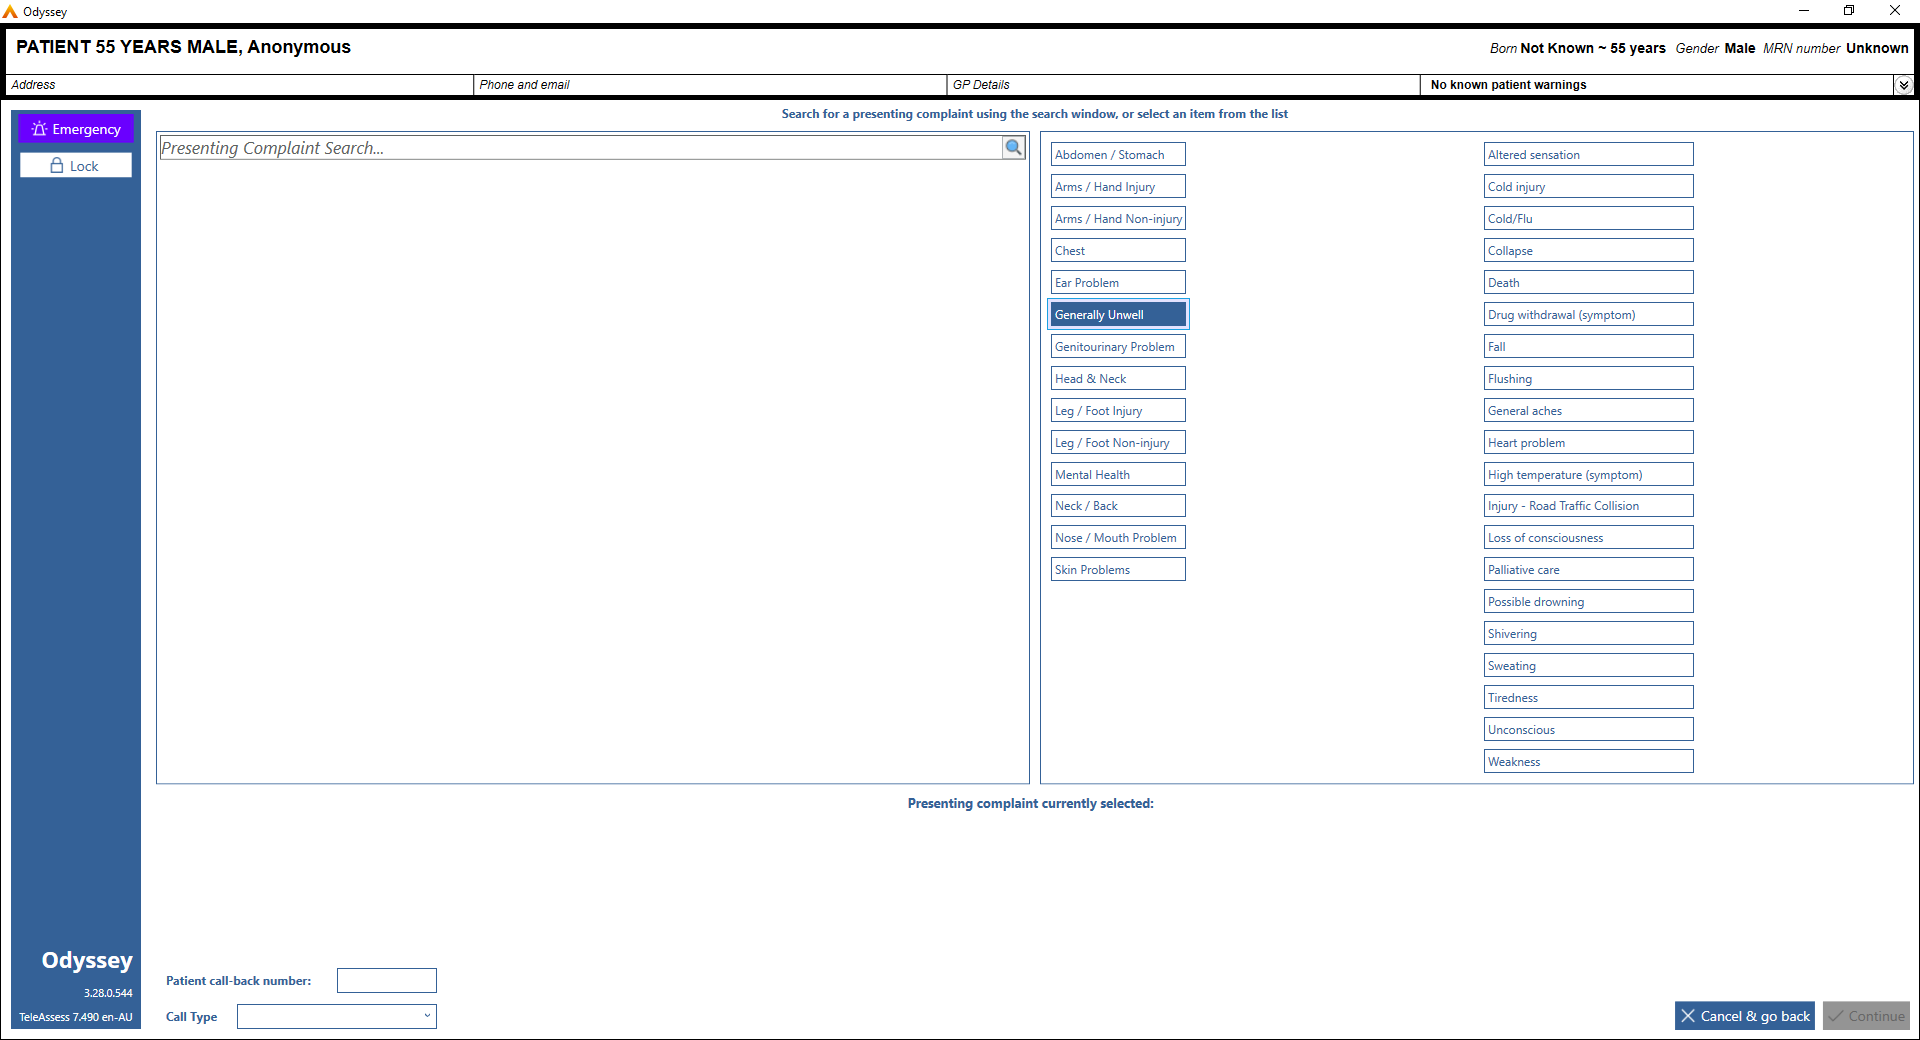 Odyssey
PATIENT 55 YEARS MALE, Anonymous
Born Not Known ~ 55 years Gender Male MRN number Unknown
Address
Phone and email
GP Details
No known patient warnings
Emergency
Lock
Search for a presenting complaint using the search window, or select an item from the list
Presenting Complaint Search...
Abdomen / Stomach
Arms / Hand Injury
Arms / Hand Non-injury
Chest
Ear Problem
Generally Unwell
Genitourinary Problem
Head & Neck
Leg / Foot Injury
Leg / Foot Non-injury
Mental Health
Neck / Back
Nose / Mouth Problem
Skin Problems
Altered sensation
Cold injury
Cold/Flu
Collapse
Death
Drug withdrawal (symptom)
Fall
Flushing
General aches
Heart problem
High temperature (symptom)
Injury - Road Traffic Collision
Loss of consciousness
Palliative care
Possible drowning
Shivering
Sweating
Tiredness
Unconscious
Weakness
Presenting complaint currently selected:
Odyssey
3.28.0.544
TeleAssess 7.490 en-AU
Patient call-back number:
Call Type
Cancel & go back
Continue